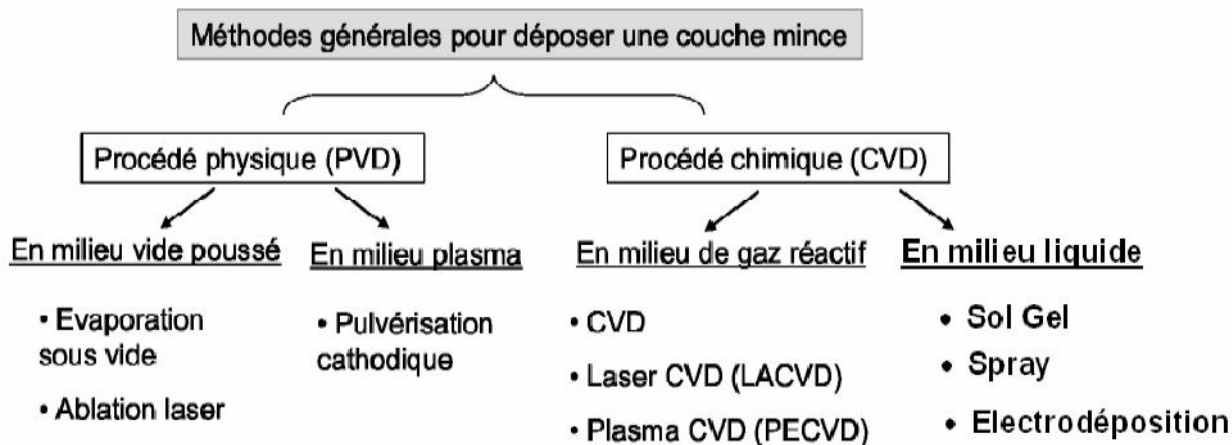 Méthodes générales pour déposer une couche mince
Procédé physique (PVD)
Procédé chimique (CVD)
En milieu vide poussé
• Evaporation
sous vide
• Ablation laser
En milieu plasma
• Pulvérisation
cathodique
En milieu de gaz réactif
• CVD
• Laser CVD (LACVD)
• Plasma CVD (PECVD)
En milieu liquide
• Sol Gel
• Spray
• Electrodéposition